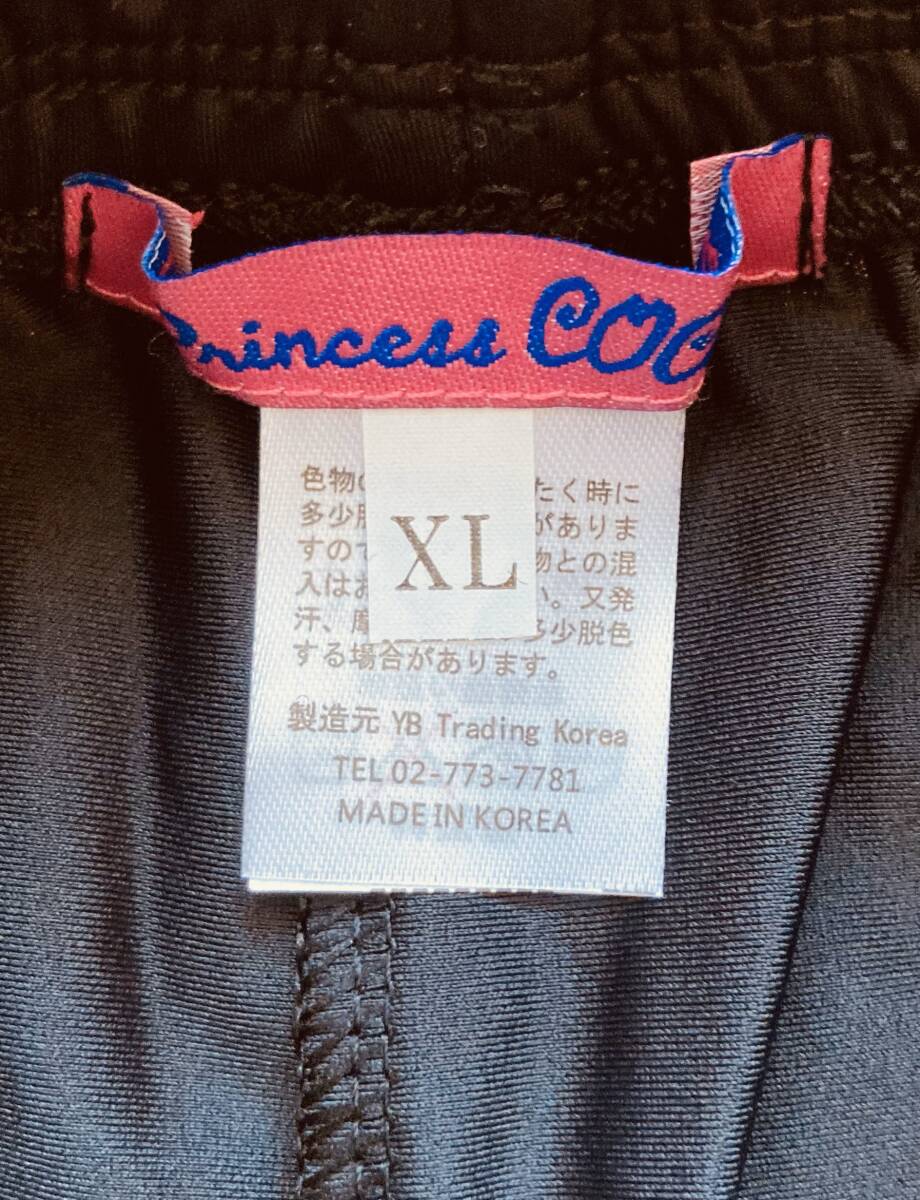 Princess COC
XL
色物の たく時に
多少脱 がありま
すので 物との混
入はお い。又発
汗、摩 多少脱色
する場合があります。
製造元 YB Trading Korea
TEL 02-773-7781
MADE IN KOREA